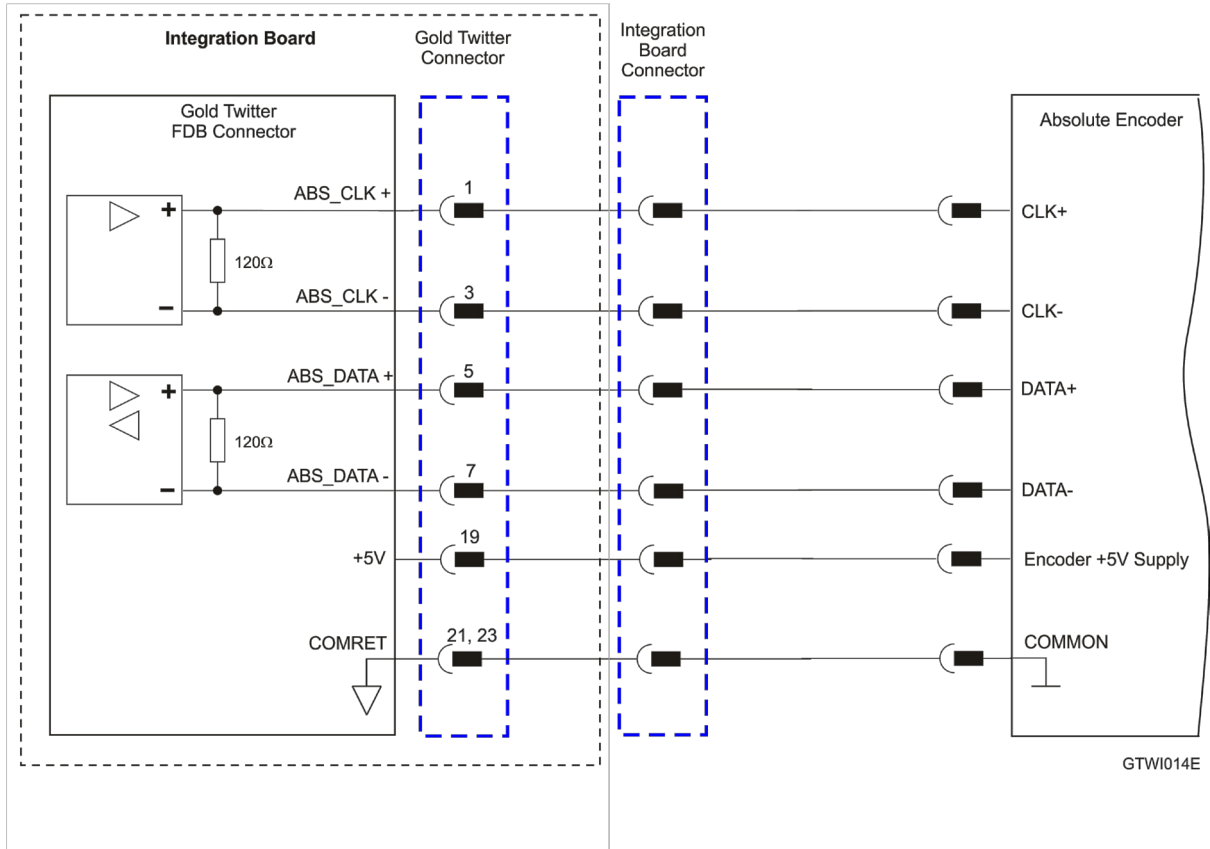 Integration Board
Gold Twitter
Connector
Integration
Board
Connector
Gold Twitter
FDB Connector
Absolute Encoder
ABS_CLK +
1
+
CLK+
120Ω
ABS_CLK -
3
−
CLK-
ABS_DATA +
5
+
DATA+
120Ω
ABS_DATA -
7
−
DATA-
+5V
19
Encoder +5V Supply
COMRET
21, 23
COMMON
GTWI014E